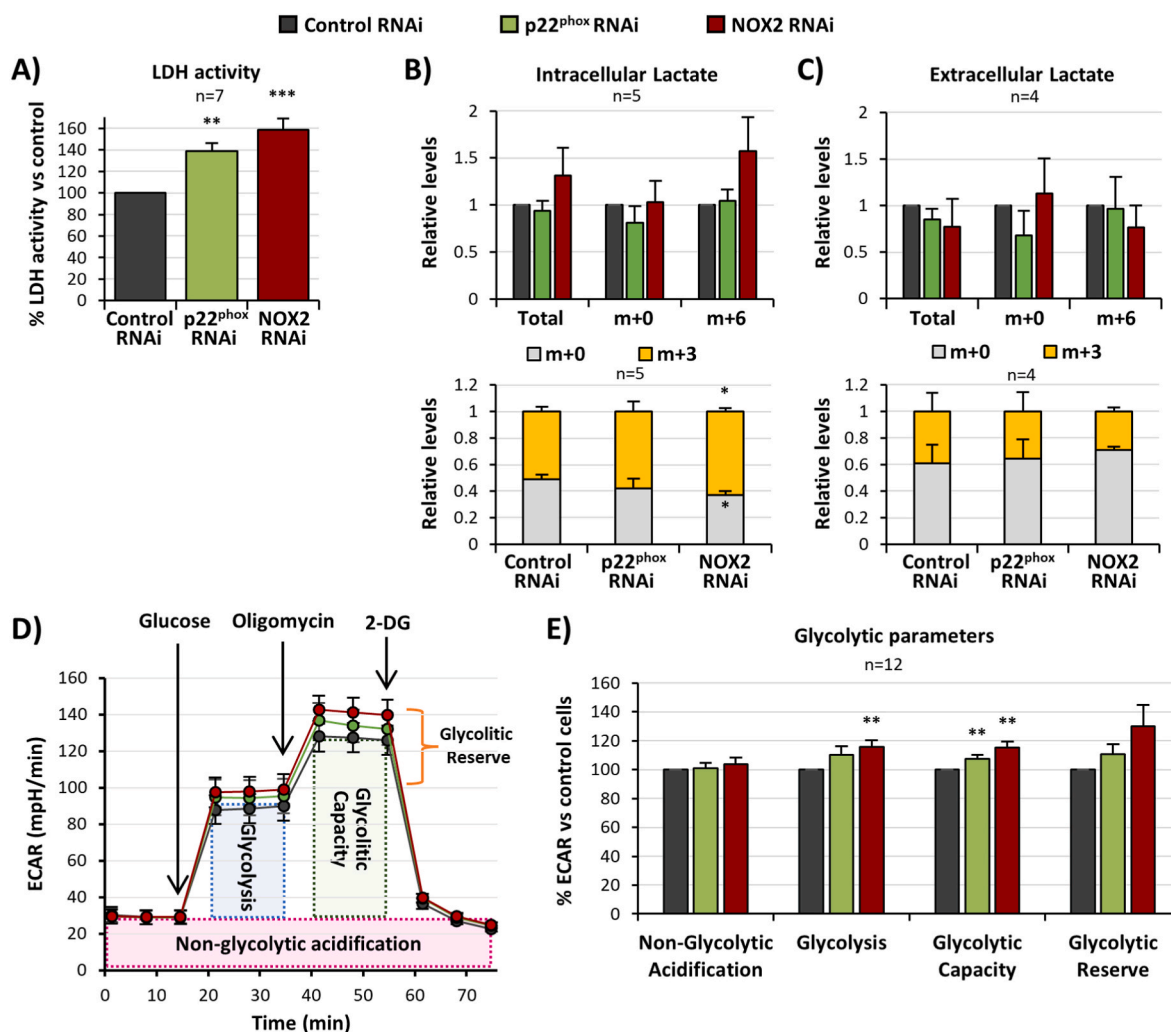 Control RNAi p22phox RNAi NOX2 RNAi
A)
LDH activity
n=7
**
***
% LDH activity vs control
160
140
120
100
80
60
40
20
0
Control RNAi
p22phox RNAi
NOX2 RNAi
B)
Intracellular Lactate
n=5
Relative levels
2
1.5
1
0.5
0
Total m+0 m+6
m+0 m+3
n=5
Relative levels
1.2
1
0.8
0.6
0.4
0.2
0
*
*
Control RNAi
p22phox RNAi
NOX2 RNAi
C)
Extracellular Lactate
n=4
Relative levels
2
1.5
1
0.5
0
Total m+0 m+6
m+0 m+3
n=4
Relative levels
1.2
1
0.8
0.6
0.4
0.2
0
Control RNAi
p22phox RNAi
NOX2 RNAi
D)
Glucose Oligomycin 2-DG
ECAR (mpH/min)
160
140
120
100
80
60
40
20
0
Glycolitic
Reserve
Glycolysis
Glycolitic
Capacity
Non-glycolytic acidification
0 10 20 30 40 50 60 70
Time (min)
E)
Glycolytic parameters
n=12
% ECAR vs control cells
160
140
120
100
80
60
40
20
0
**
**
**
Non-Glycolytic
Acidification
Glycolysis
Glycolytic
Capacity
Glycolytic
Reserve